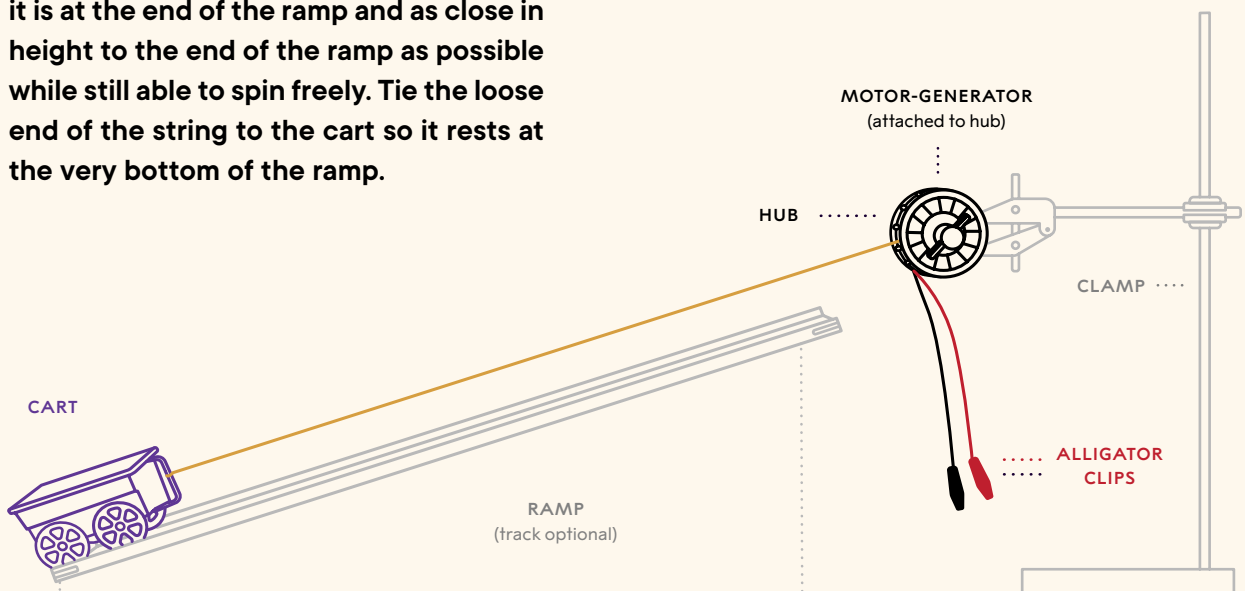 it is at the end of the ramp and as close in
height to the end of the ramp as possible
while still able to spin freely. Tie the loose
end of the string to the cart so it rests at
the very bottom of the ramp.
MOTOR-GENERATOR
(attached to hub)
HUB
CLAMP
CART
ALLIGATOR
CLIPS
RAMP
(track optional)